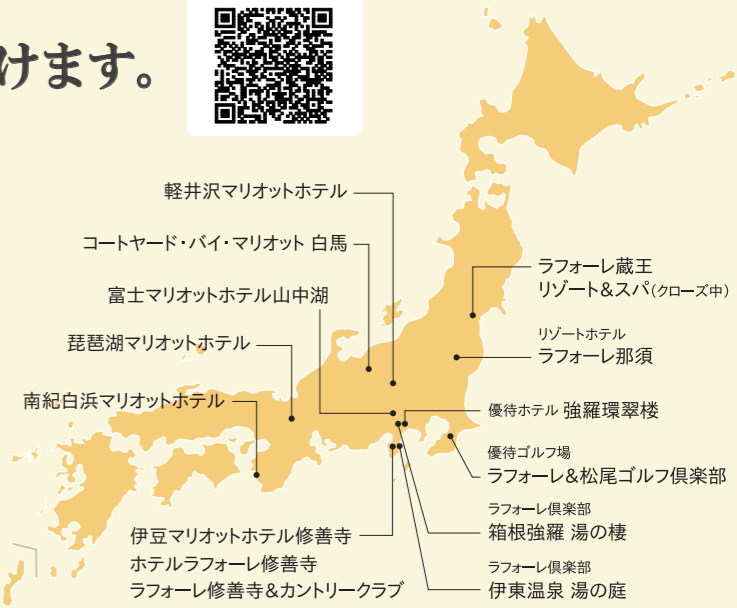 けます。
軽井沢マリオットホテル
コートヤード・バイ・マリオット 白馬
富士マリオットホテル山中湖
琵琶湖マリオットホテル
南紀白浜マリオットホテル
伊豆マリオットホテル修善寺
ホテルラフォーレ修善寺
ラフォーレ修善寺&カントリークラブ
ラフォーレ蔵王
リゾート&スパ(クローズ中)
リゾートホテル
ラフォーレ那須
優待ホテル 強羅環翠楼
優待ゴルフ場
ラフォーレ&松尾ゴルフ倶楽部
ラフォーレ倶楽部
箱根強羅 湯の棲
ラフォーレ倶楽部
伊東温泉 湯の庭